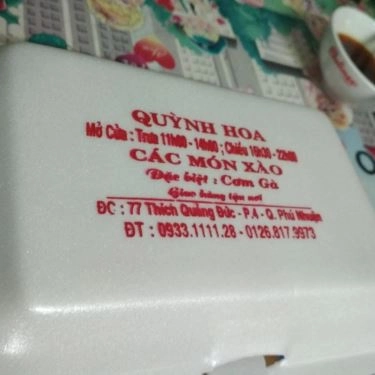 QUỲNH HOA
Mở Cửa : Trưa 11h00 - 14h00 ; Chiều 16h30 - 22h00
CÁC MÓN XÀO
Đặc biệt : Cơm Gà
Giao hàng tận nơi
ĐC : 77 Thích Quảng Đức - P.4 - Q. Phú Nhuận
ĐT : 0933.1111.28 - 0126.817.9973